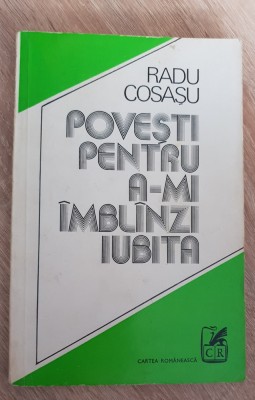 RADU
COSAȘU
POVEȘTI
PENTRU
A-MI
ÎMBLÎNZI
IUBITA
CR
CARTEA ROMÂNEASCĂ